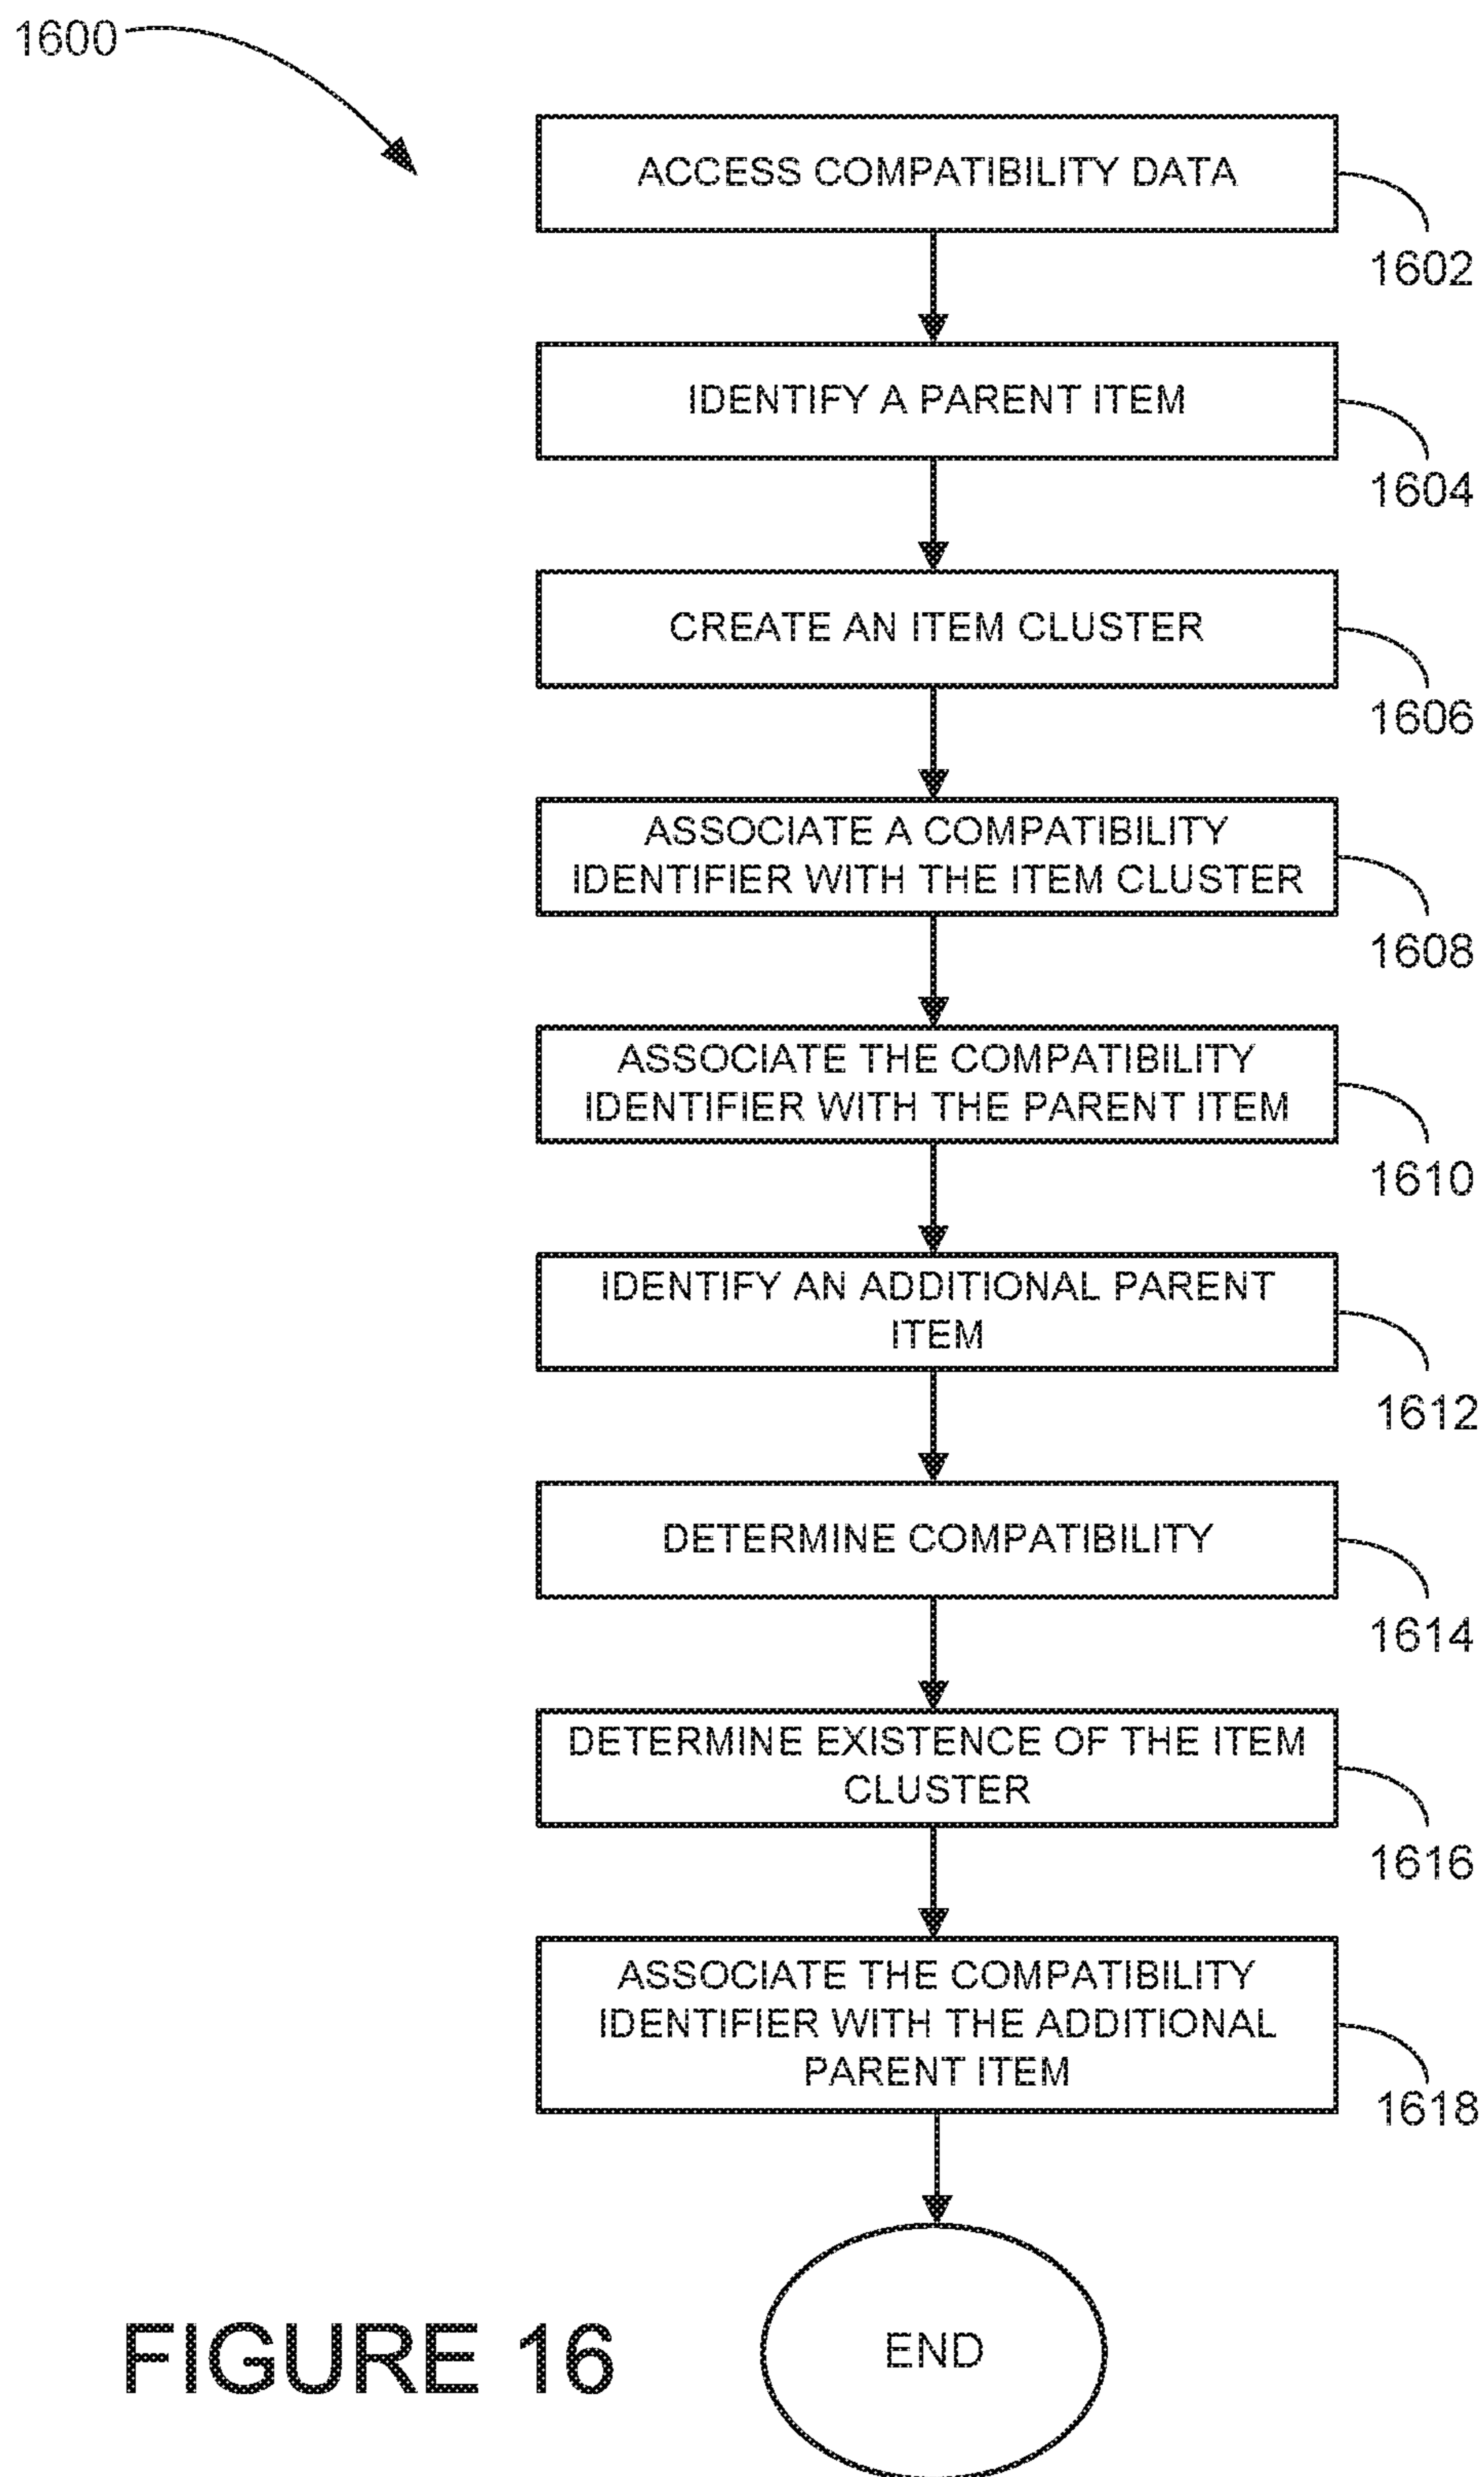 1600
ACCESS COMPATIBILITY DATA
1602
IDENTIFY A PARENT ITEM
1604
CREATE AN ITEM CLUSTER
1606
ASSOCIATE A COMPATIBILITY
IDENTIFIER WITH THE ITEM CLUSTER
1608
ASSOCIATE THE COMPATIBILITY
IDENTIFIER WITH THE PARENT ITEM
1610
IDENTIFY AN ADDITIONAL PARENT
ITEM
1612
DETERMINE COMPATIBILITY
1614
DETERMINE EXISTENCE OF THE ITEM
CLUSTER
1616
ASSOCIATE THE COMPATIBILITY
IDENTIFIER WITH THE ADDITIONAL
PARENT ITEM
1618
END
FIGURE 16